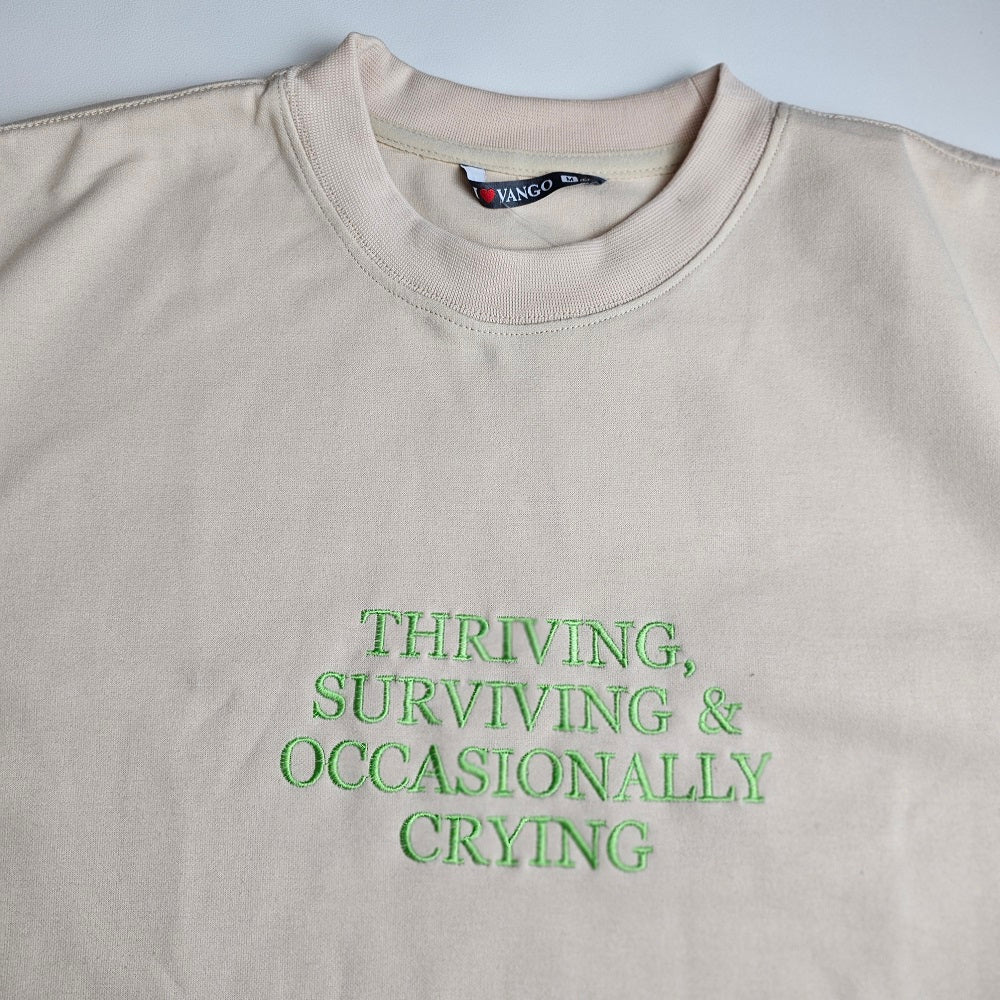 I ❤ VANGO M
THRIVING,
SURVIVING &
OCCASIONALLY
CRYING